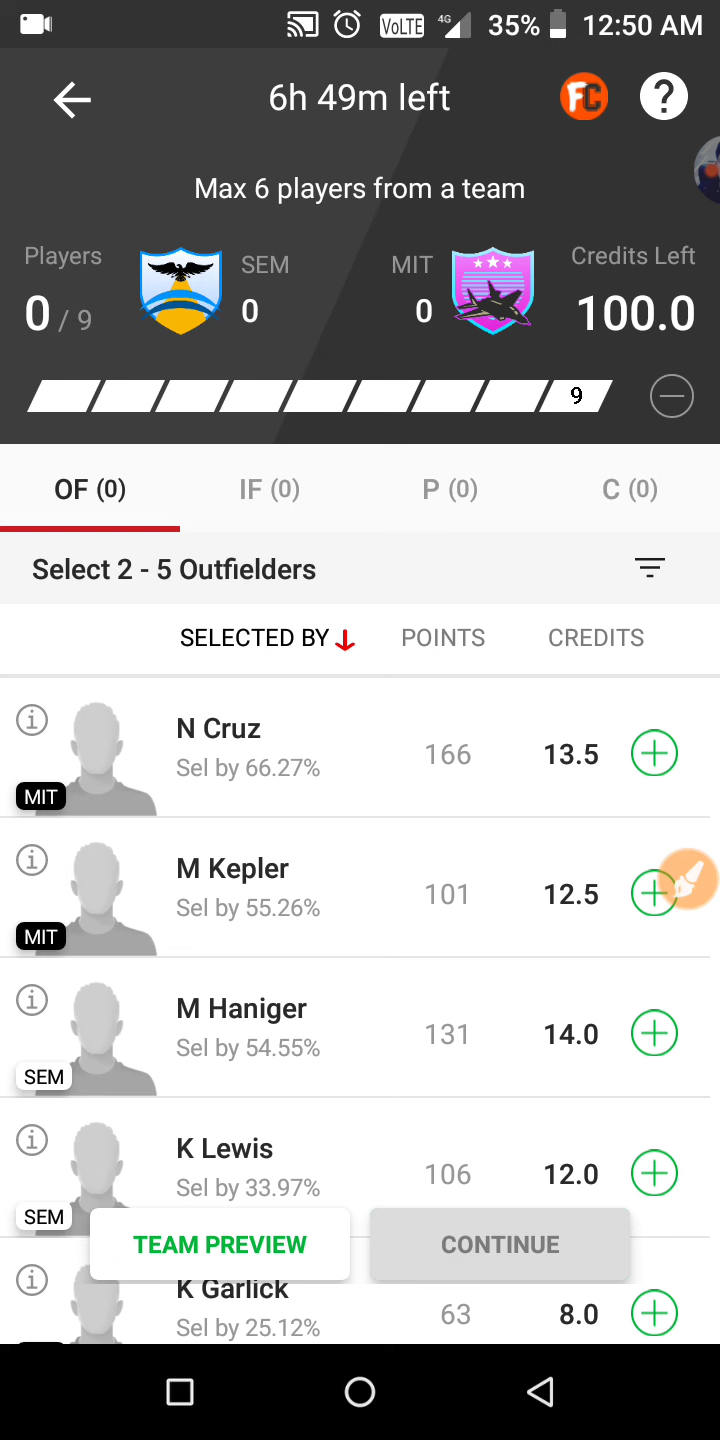 VoLTE 4G 35% 12:50 AM
6h 49m left
FC
?
Max 6 players from a team
Players
SEM
MIT
Credits Left
0 / 9
0
0
100.0
9
OF (0) IF (0) P (0) C (0)
Select 2 - 5 Outfielders
SELECTED BY POINTS CREDITS
N Cruz
Sel by 66.27%
166 13.5
MIT
M Kepler
Sel by 55.26%
101 12.5
MIT
M Haniger
Sel by 54.55%
131 14.0
SEM
K Lewis
Sel by 33.97%
106 12.0
SEM
TEAM PREVIEW CONTINUE
K Garlick
Sel by 25.12%
63 8.0